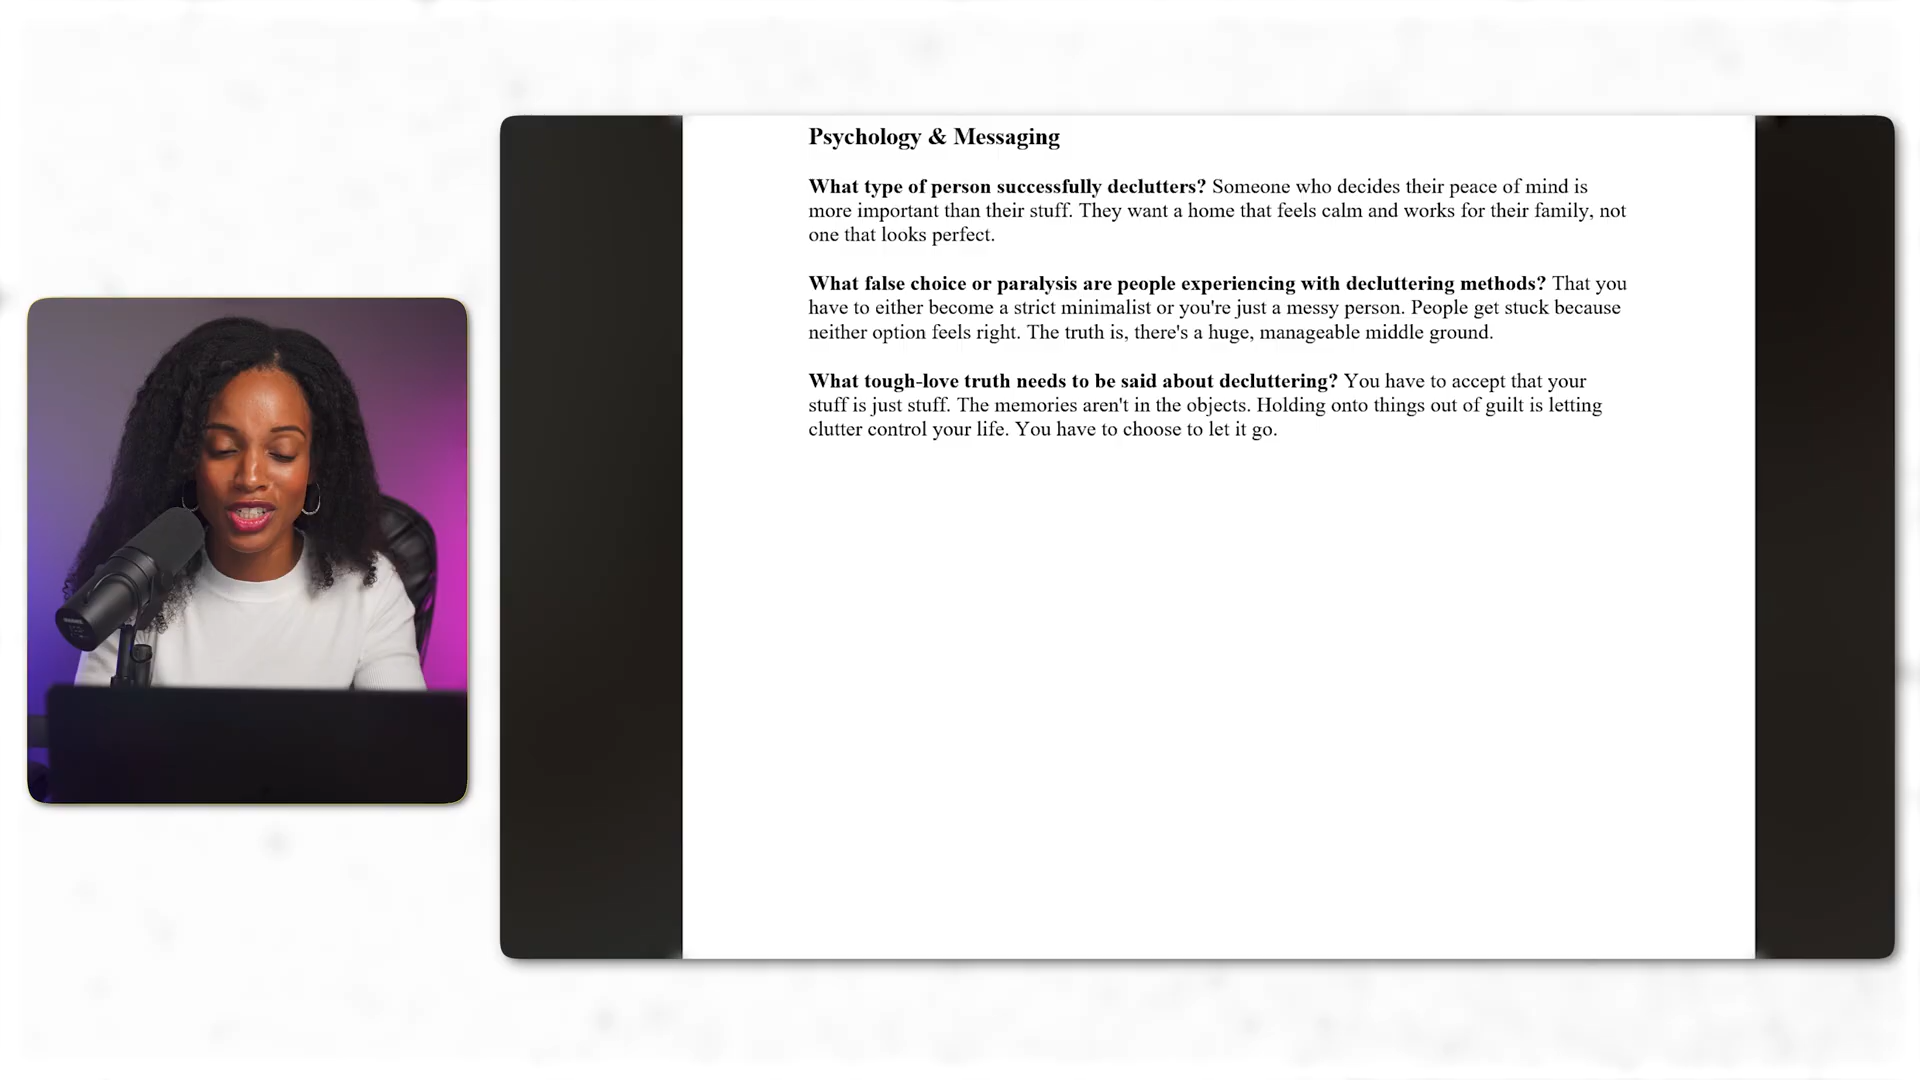 Psychology & Messaging
What type of person successfully declutters? Someone who decides their peace of mind is
more important than their stuff. They want a home that feels calm and works for their family, not
one that looks perfect.
What false choice or paralysis are people experiencing with decluttering methods? That you
have to either become a strict minimalist or you're just a messy person. People get stuck because
neither option feels right. The truth is, there's a huge, manageable middle ground.
What tough-love truth needs to be said about decluttering? You have to accept that your
stuff is just stuff. The memories aren't in the objects. Holding onto things out of guilt is letting
clutter control your life. You have to choose to let it go.